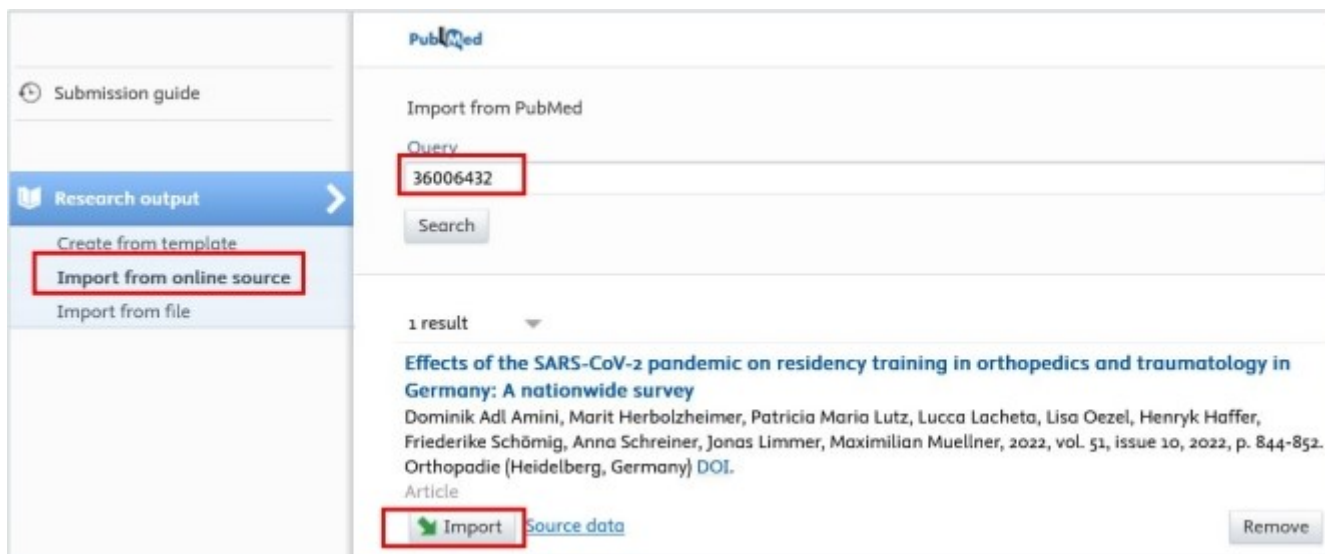 PubMed
Submission guide
Import from PubMed
Query
36006432
Search
Research output
Create from template
Import from online source
Import from file
1 result
Effects of the SARS-CoV-2 pandemic on residency training in orthopedics and traumatology in
Germany: A nationwide survey
Dominik Adl Amini, Marit Herbolzheimer, Patricia Maria Lutz, Lucca Lacheta, Lisa Oezel, Henryk Haffer,
Friederike Schömig, Anna Schreiner, Jonas Limmer, Maximilian Muellner, 2022, vol. 51, issue 10, 2022, p. 844-852.
Orthopadie (Heidelberg, Germany) DOI.
Article
Import Source data Remove